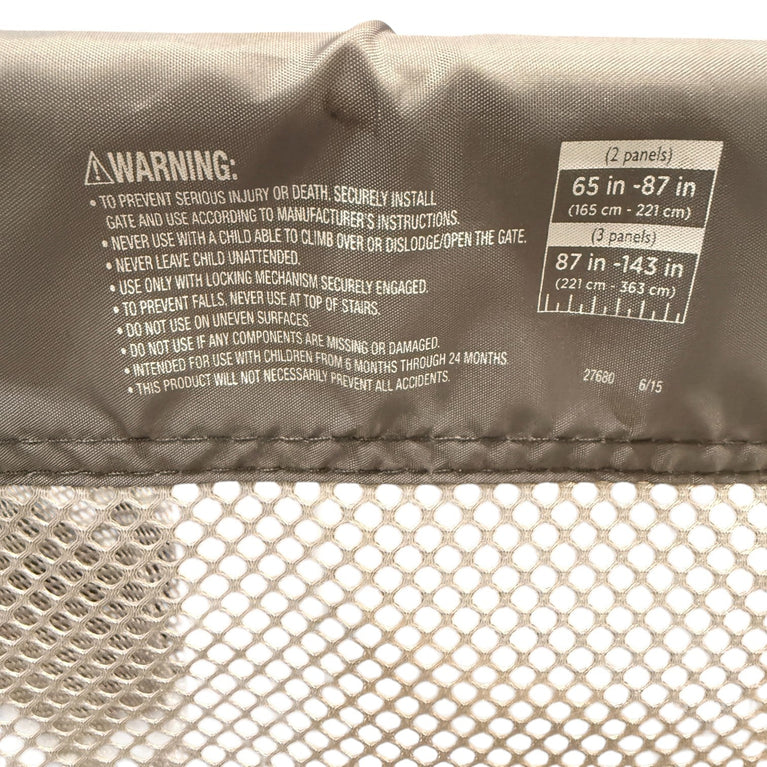 ⚠WARNING:
• TO PREVENT SERIOUS INJURY OR DEATH, SECURELY INSTALL
GATE AND USE ACCORDING TO MANUFACTURER'S INSTRUCTIONS.
• NEVER USE WITH A CHILD ABLE TO CLIMB OVER OR DISLODGE/OPEN THE GATE.
• NEVER LEAVE CHILD UNATTENDED.
• USE ONLY WITH LOCKING MECHANISM SECURELY ENGAGED.
• TO PREVENT FALLS, NEVER USE AT TOP OF STAIRS.
• DO NOT USE ON UNEVEN SURFACES.
• DO NOT USE IF ANY COMPONENTS ARE MISSING OR DAMAGED.
• INTENDED FOR USE WITH CHILDREN FROM 6 MONTHS THROUGH 24 MONTHS.
• THIS PRODUCT WILL NOT NECESSARILY PREVENT ALL ACCIDENTS.
(2 panels)
65 in -87 in
(165 cm - 221 cm)
(3 panels)
87 in -143 in
(221 cm - 363 cm)
27680 6/15